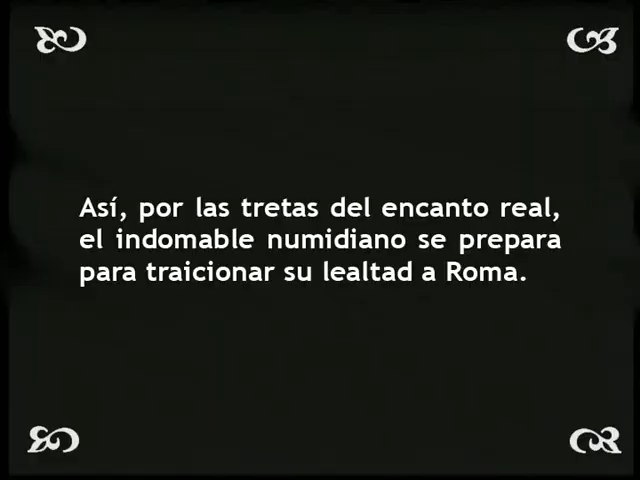 Así, por las tretas del encanto real,
el indomable numidiano se prepara
para traicionar su lealtad a Roma.